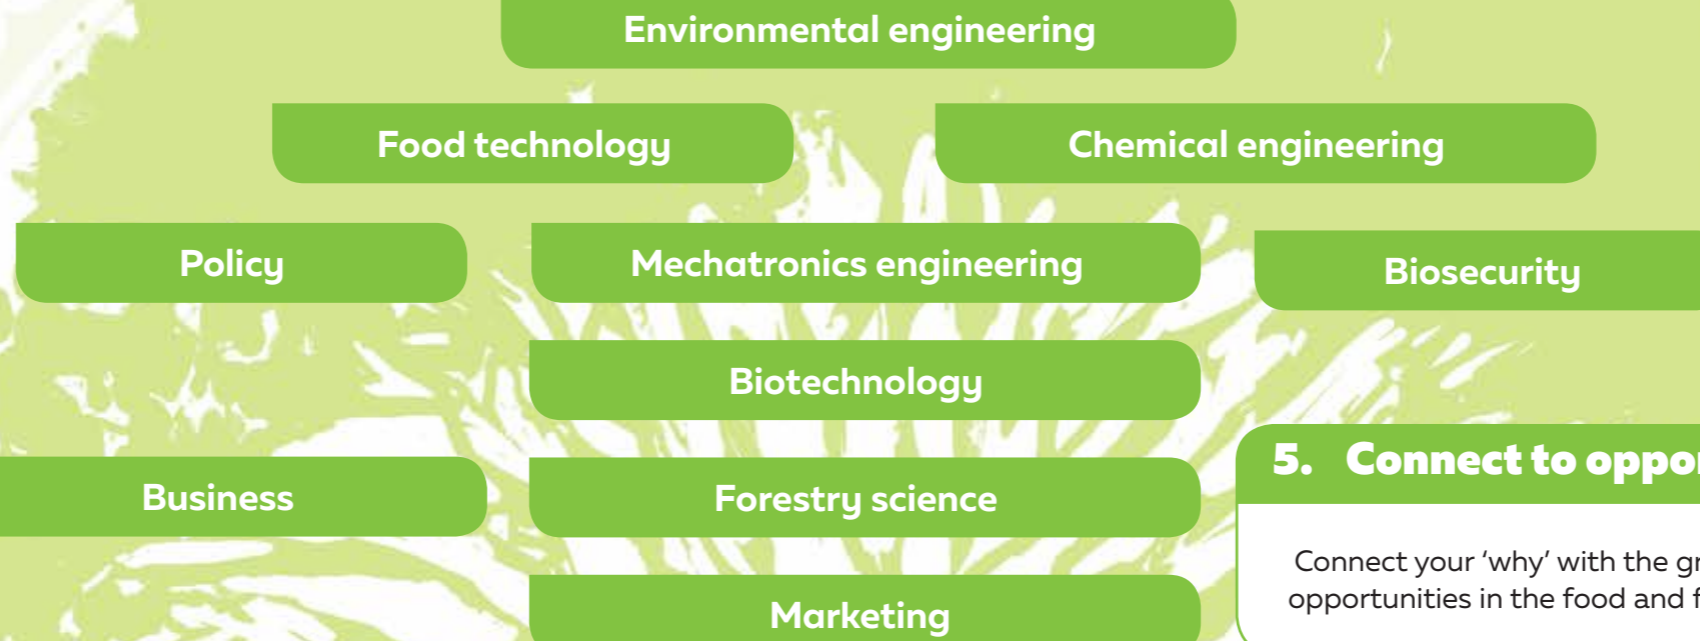 Environmental engineering
Food technology
Chemical engineering
Policy
Mechatronics engineering
Biosecurity
Biotechnology
Business
Forestry science
Marketing
5. Connect to
Connect your ‘why’ with the
opportunities in the food and